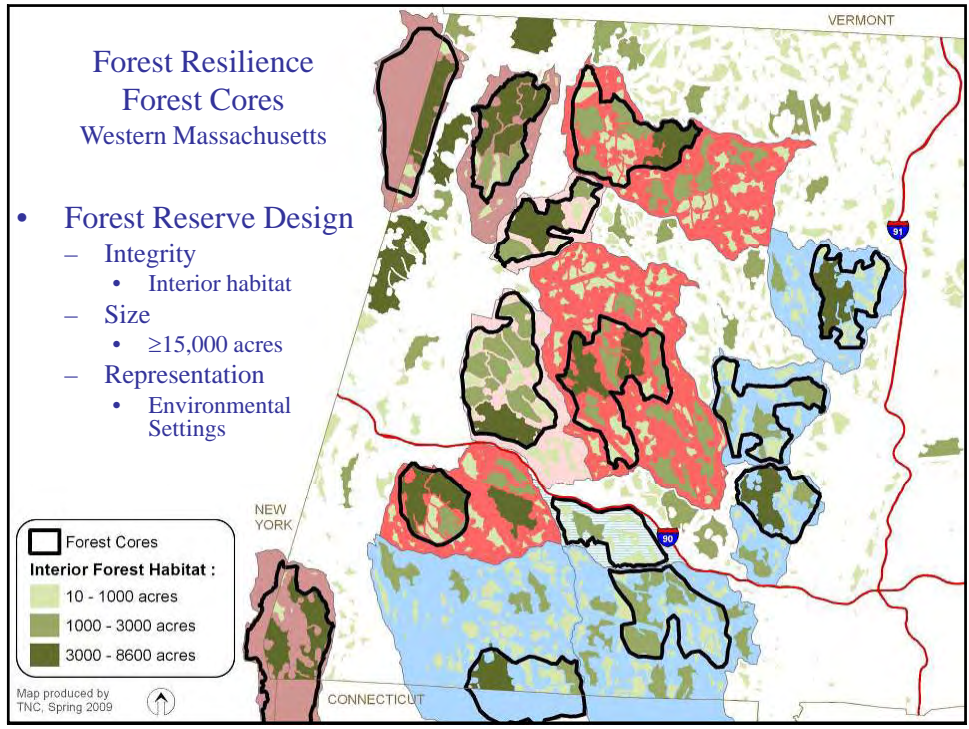 Forest Resilience
Forest Cores
Western Massachusetts
• Forest Reserve Design
– Integrity
• Interior habitat
– Size
• ≥15,000 acres
– Representation
• Environmental
Settings
VERMONT
91
90
NEW
YORK
CONNECTICUT
Forest Cores
Interior Forest Habitat :
10 - 1000 acres
1000 - 3000 acres
3000 - 8600 acres
Map produced by
TNC, Spring 2009